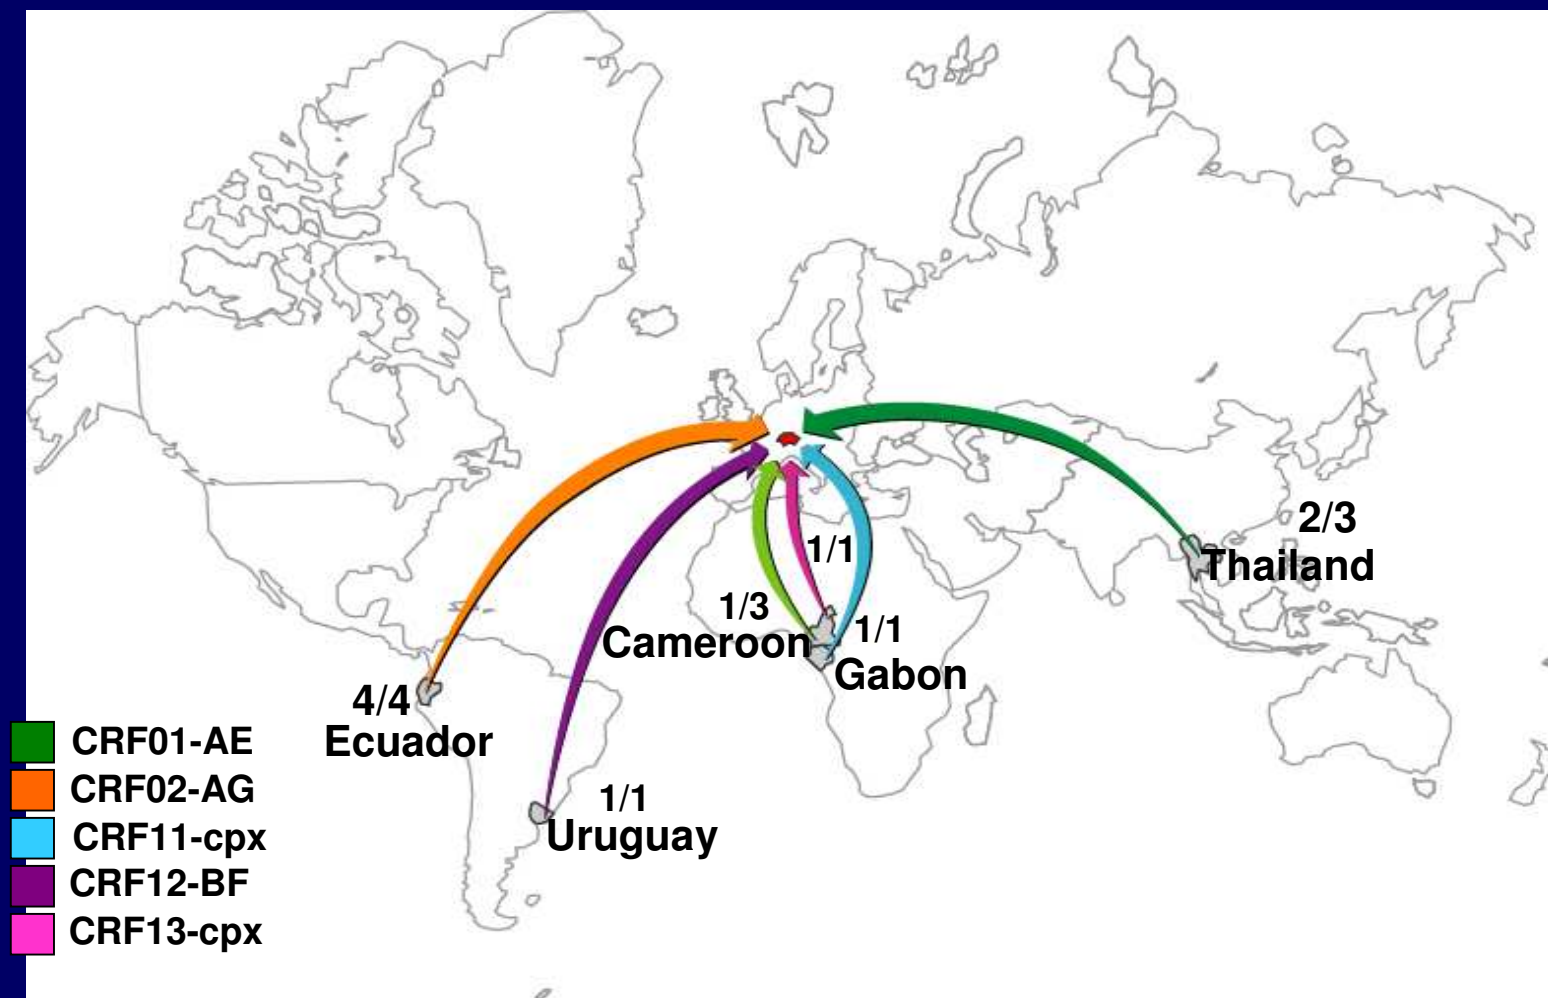 2/3
Thailand
1/1
1/3
Cameroon
1/1
Gabon
4/4
Ecuador
1/1
Uruguay
CRF01-AE
CRF02-AG
CRF11-cpx
CRF12-BF
CRF13-cpx